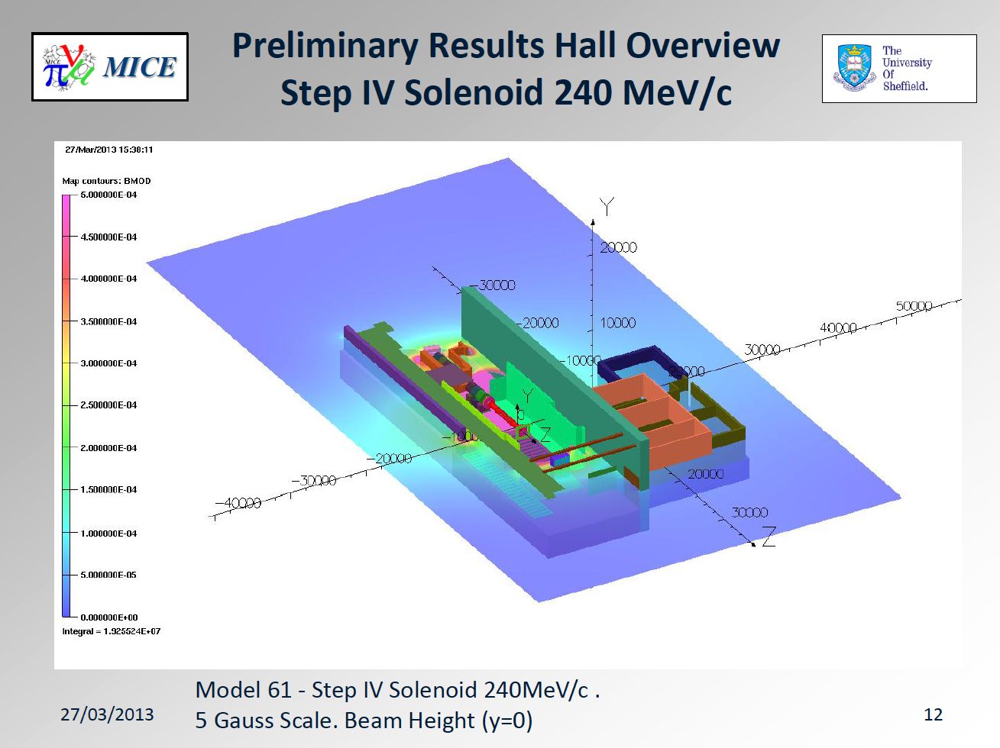 Preliminary Results Hall Overview
Step IV Solenoid 240 MeV/c
MICE
MICE
The
University
Of
Sheffield.
27/Mar/2013 15:38:11
Map contours: BMOD
5.000000E-04
4.500000E-04
4.000000E-04
3.500000E-04
3.000000E-04
2.500000E-04
2.000000E-04
1.500000E-04
1.000000E-04
5.000000E-05
0.000000E+00
Integral = 1.925524E+07
Y
20000
10000
-30000
-20000
-10000
50000
40000
30000
20000
Y
0
Z
-20000
-30000
-40000
20000
30000
Z
Model 61 - Step IV Solenoid 240MeV/c .
5 Gauss Scale. Beam Height (y=0)
27/03/2013
12